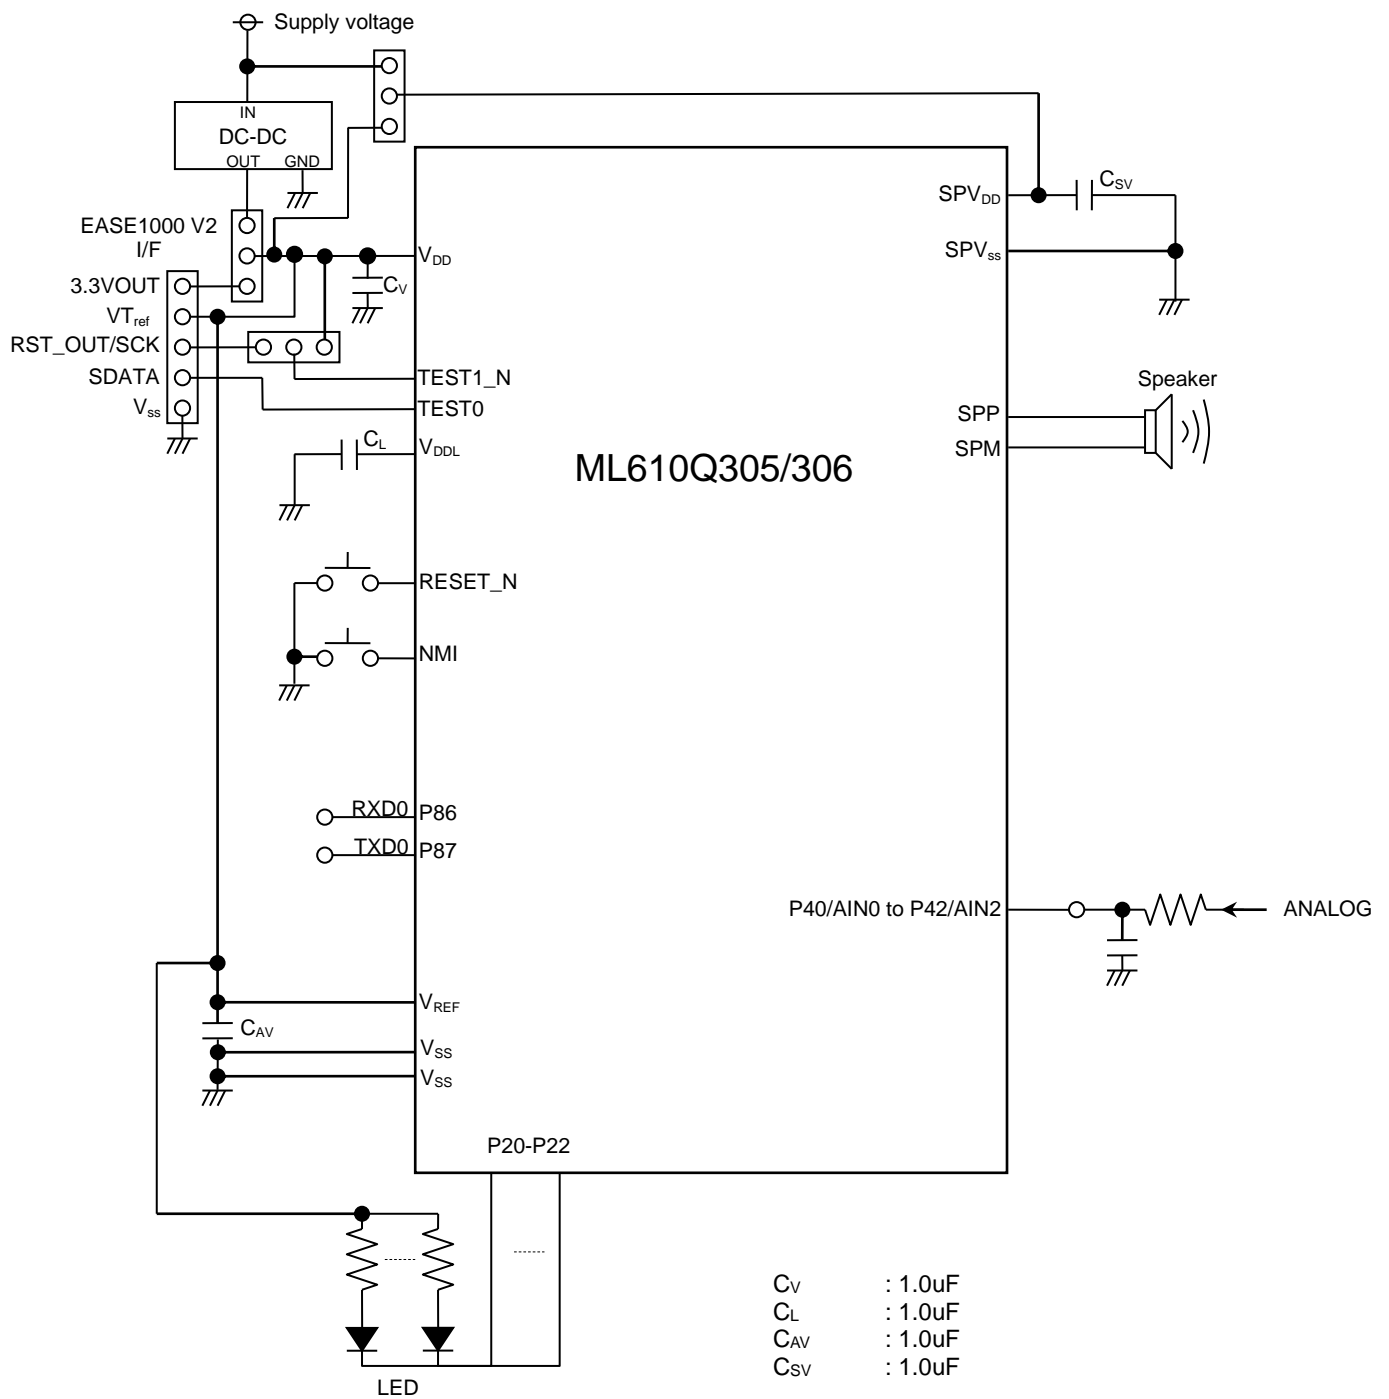 Supply voltage
IN
DC-DC
OUT GND
EASE1000 V2
I/F
3.3VOUT
VTref
RST_OUT/SCK
SDATA
Vss
VDD
CV
TEST1_N
TEST0
CL
VDDL
RESET_N
NMI
RXD0 P86
TXD0 P87
VREF
CAV
VSS
VSS
P20-P22
LED
ML610Q305/306
SPVDD
CSV
SPVss
Speaker
SPP
SPM
P40/AIN0 to P42/AIN2
ANALOG
CV : 1.0uF
CL : 1.0uF
CAV : 1.0uF
CSV : 1.0uF